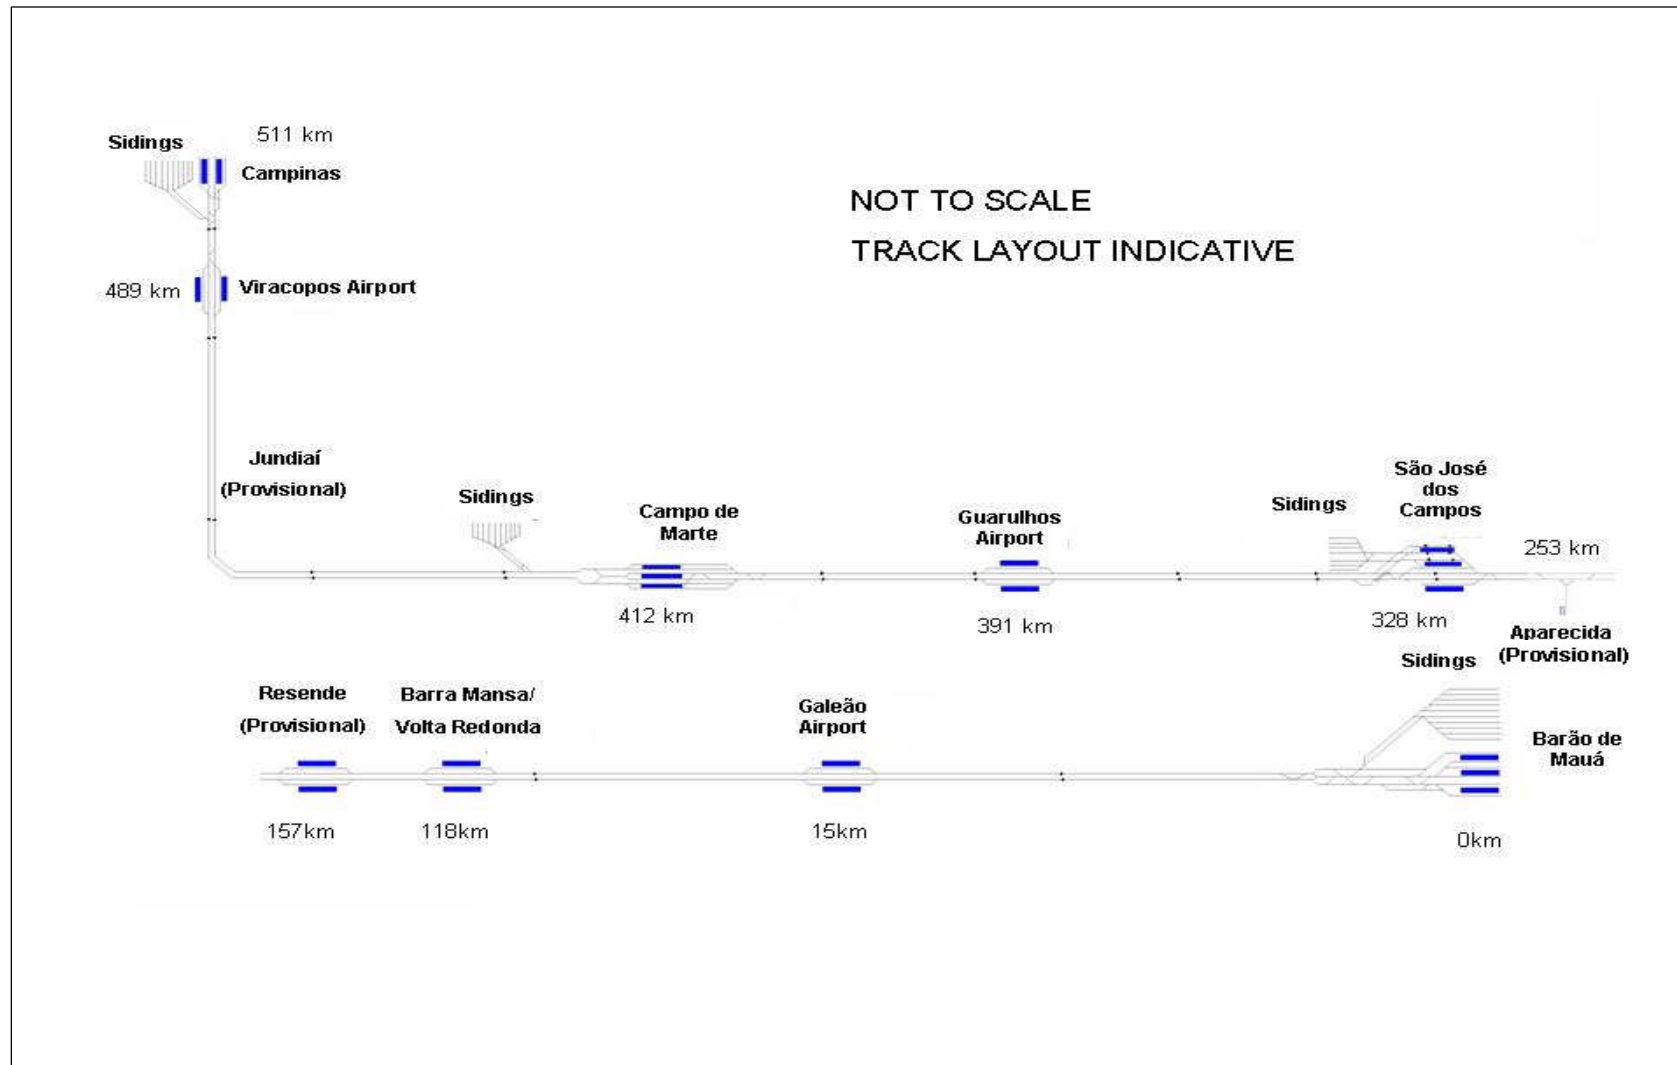 511 km
Sidings
Campinas
NOT TO SCALE
TRACK LAYOUT INDICATIVE
489 km
Viracopos Airport
Jundiaí
(Provisional)
Sidings
Campo de
Marte
Guarulhos
Airport
Sidings
São José
dos
Campos
253 km
412 km
391 km
328 km
Aparecida
(Provisional)
Sidings
Resende
(Provisional)
Barra Mansa/
Volta Redonda
Galeão
Airport
Barão de
Mauá
157km
118km
15km
0km